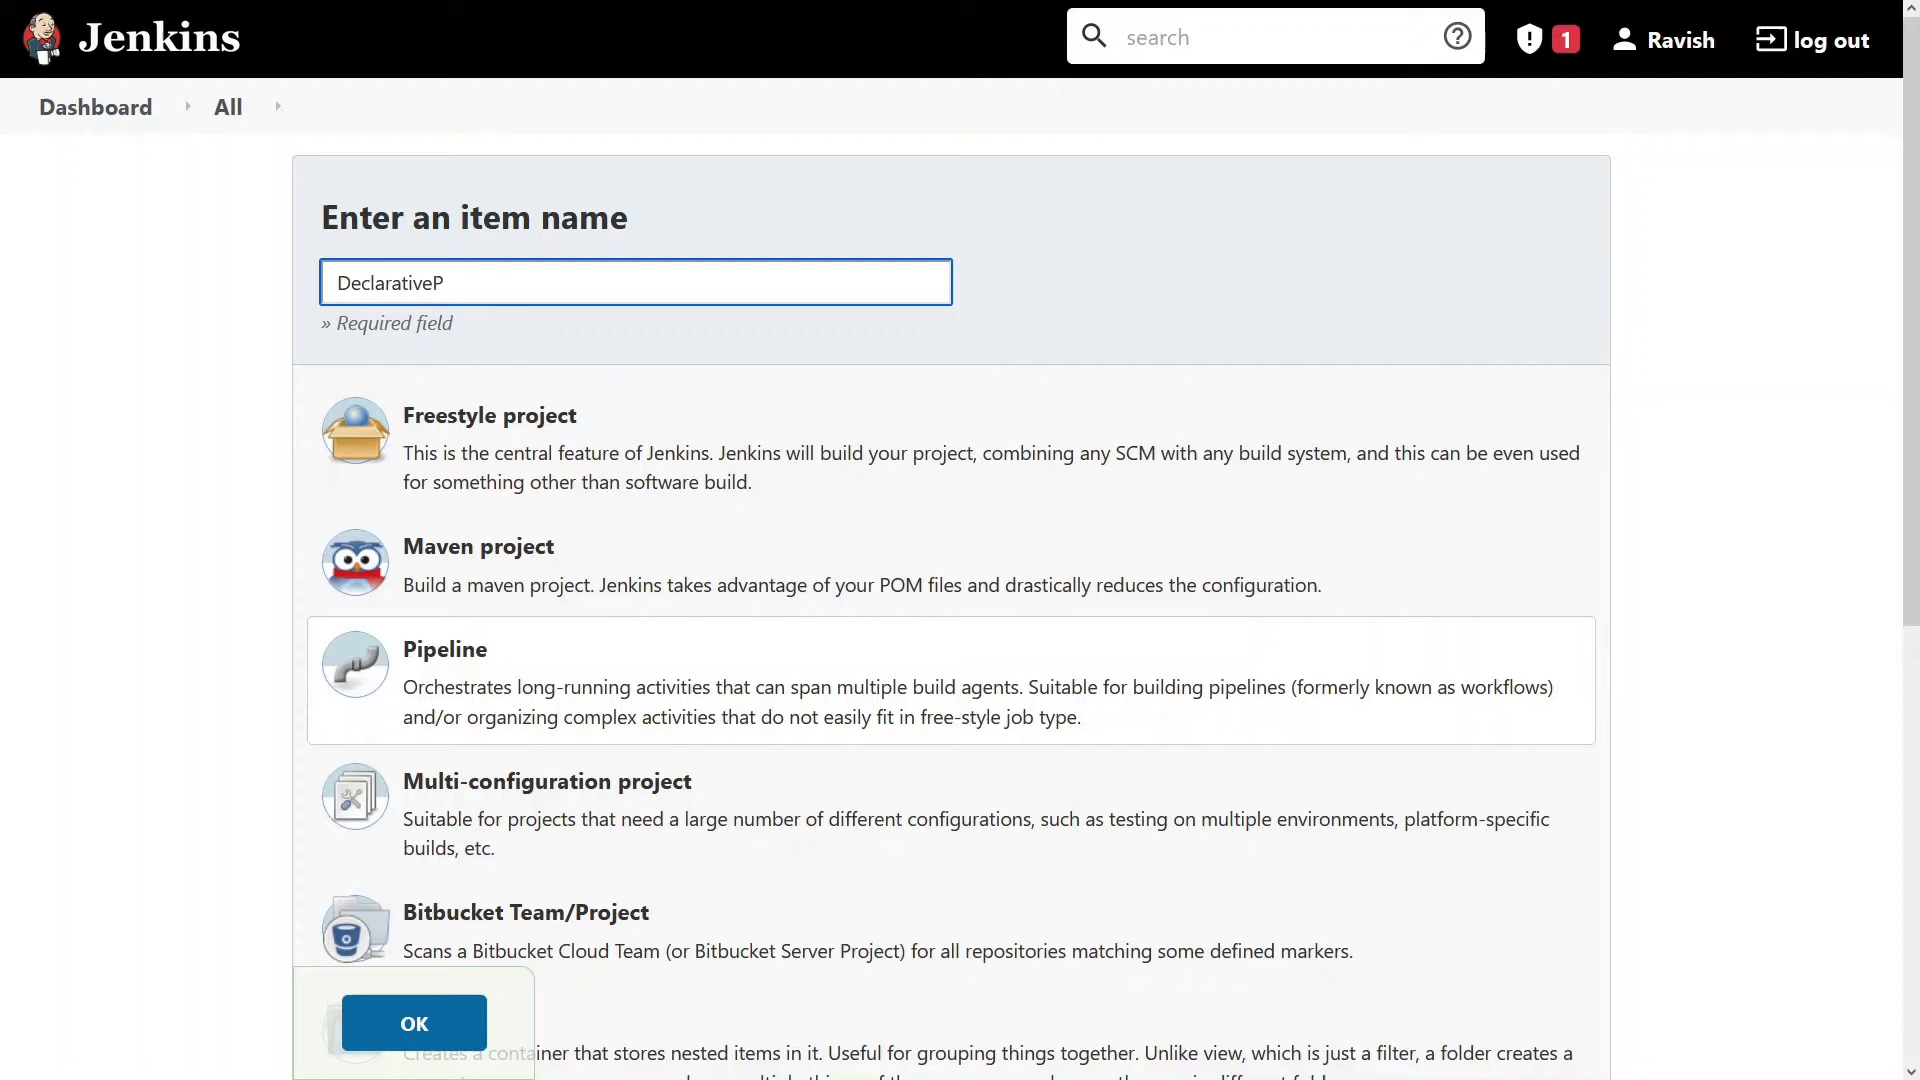 Jenkins
search
1
Ravish
log out
Dashboard
All
Enter an item name
DeclarativeP
» Required field
Freestyle project
This is the central feature of Jenkins. Jenkins will build your project, combining any SCM with any build system, and this can be even used
for something other than software build.
Maven project
Build a maven project. Jenkins takes advantage of your POM files and drastically reduces the configuration.
Pipeline
Orchestrates long-running activities that can span multiple build agents. Suitable for building pipelines (formerly known as workflows)
and/or organizing complex activities that do not easily fit in free-style job type.
Multi-configuration project
Suitable for projects that need a large number of different configurations, such as testing on multiple environments, platform-specific
builds, etc.
Bitbucket Team/Project
Scans a Bitbucket Cloud Team (or Bitbucket Server Project) for all repositories matching some defined markers.
OK
Creates a container that stores nested items in it. Useful for grouping things together. Unlike view, which is just a filter, a folder creates a